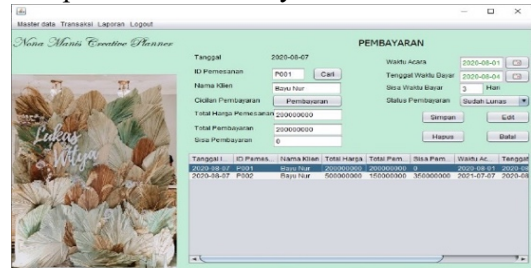 Master data Transaksi Laporan Logout
Nona Manis Creative Planner
PEMBAYARAN
Tanggal 2020-08-07
ID Pemesanan P001 Cari
Nama Klien Bayu Nur
Cicilan Pembayaran Pembayaran
Total Harga Pemesanan 200000000
Total Pembayaran 200000000
Sisa Pembayaran 0
Waktu Acara 2020-08-01
Tenggat Waktu Bayar 2020-08-04
Sisa Waktu Bayar 3 Hari
Status Pembayaran Sudah Lunas
Simpan Edit
Hapus Batal
Lukas
Witya
Tanggal I... ID Pemes... Nama Klien Total Harga Total Pem... Sisa Pem... Waktu Ac... Tenggat
2020-08-07 P001 Bayu Nur 200000000 200000000 0 2020-08-01 2020-08
2020-08-07 P002 Bayu Nur 500000000 150000000 350000000 2021-07-07 2020-08